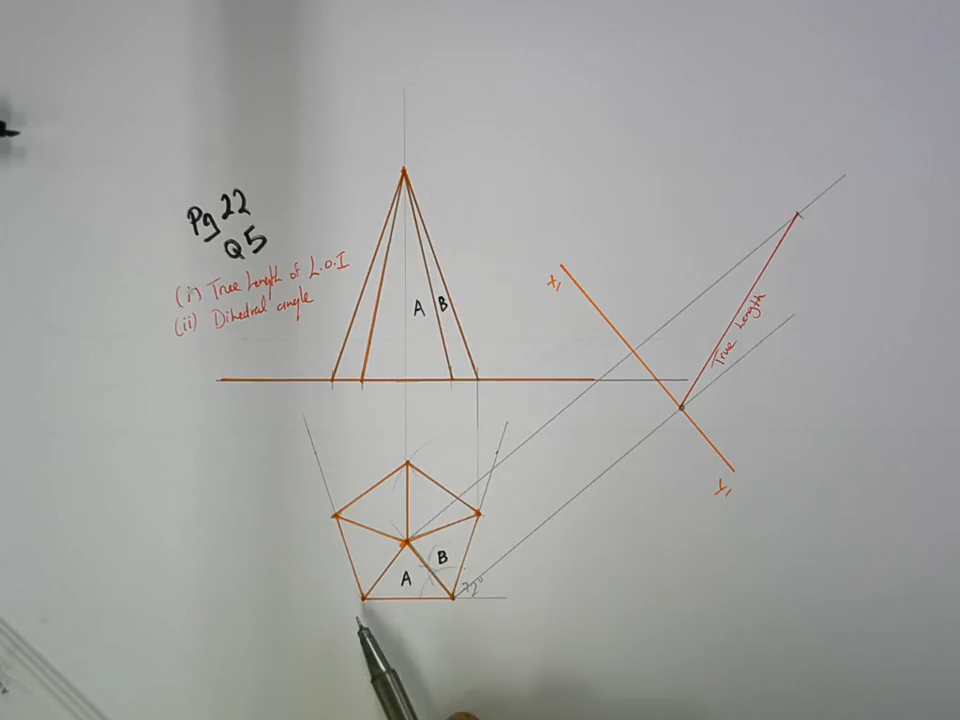 Pg 22
Q5
(i) True Length of L.O.I
(ii) Dihedral angle
A B
X1
True Length
Y1
B
A
72°